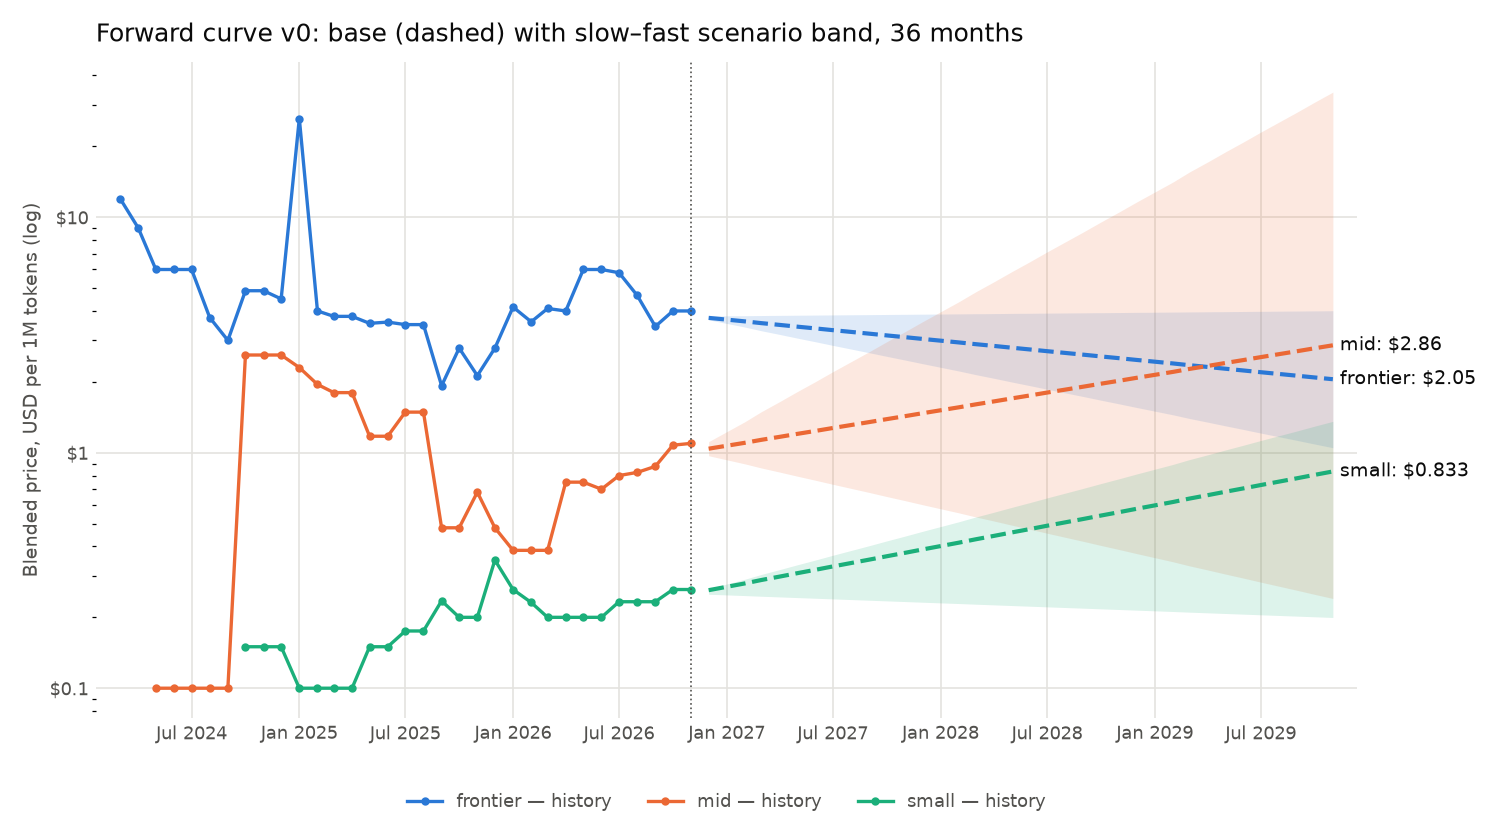 Forward curve v0: base (dashed) with slow–fast scenario band, 36 months
Blended price, USD per 1M tokens (log)
$10
$1
$0.1
mid: $2.86
frontier: $2.05
small: $0.833
Jul 2024
Jan 2025
Jul 2025
Jan 2026
Jul 2026
Jan 2027
Jul 2027
Jan 2028
Jul 2028
Jan 2029
Jul 2029
frontier — history
mid — history
small — history